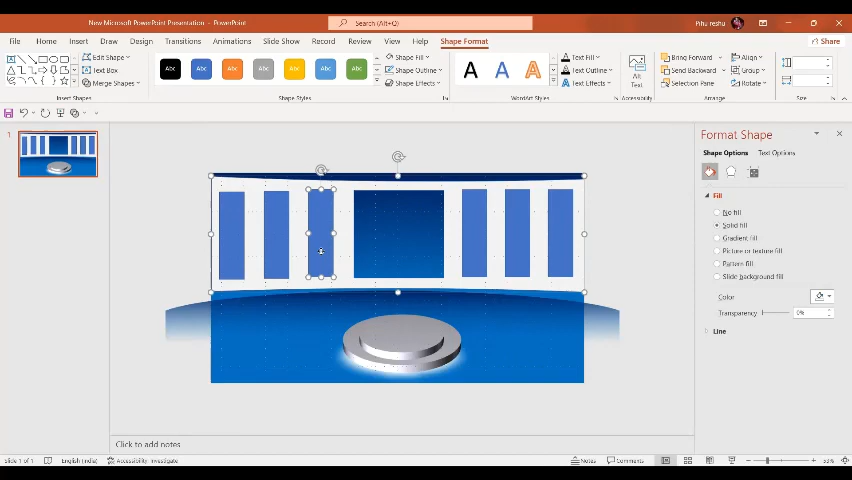 New Microsoft PowerPoint Presentation - PowerPoint
Search (Alt+Q)
Pihu reshu
File Home Insert Draw Design Transitions Animations Slide Show Record Review View Help Shape Format
Share
Edit Shape
Text Box
Merge Shapes
Insert Shapes
Abc Abc Abc Abc Abc Abc Abc
Shape Fill
Shape Outline
Shape Effects
Shape Styles
A A A
Text Fill
Text Outline
Text Effects
WordArt Styles
Alt
Text
Accessibility
Bring Forward
Send Backward
Selection Pane
Align
Group
Rotate
Arrange
Size
1
Format Shape
Shape Options Text Options
Fill
No fill
Solid fill
Gradient fill
Picture or texture fill
Pattern fill
Slide background fill
Color
Transparency
0%
Line
Click to add notes
Slide 1 of 1
English (India)
Accessibility: Investigate
Notes
Comments
53%